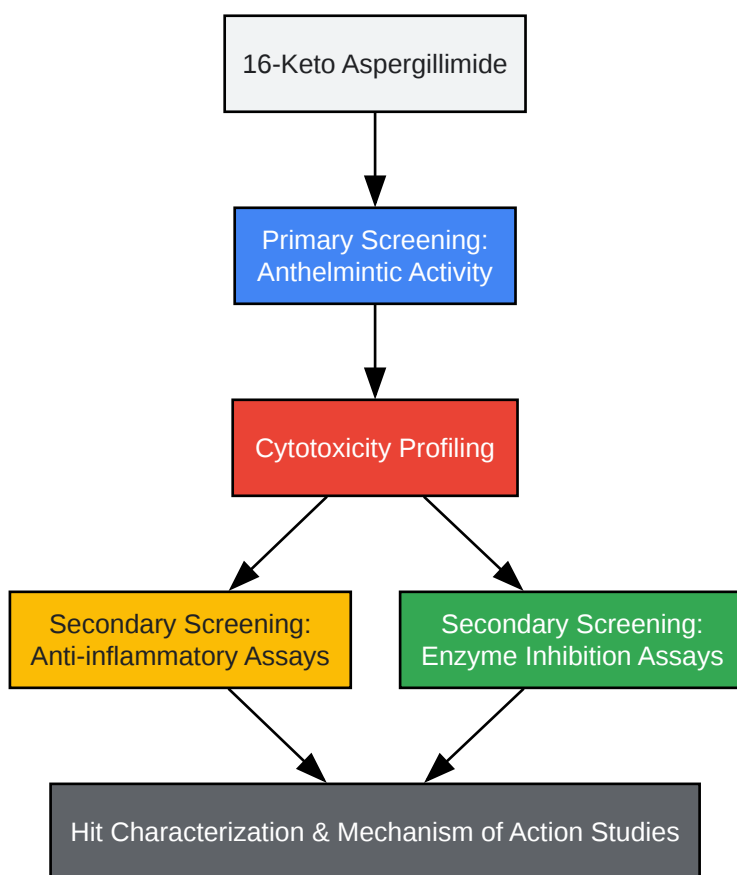 16-Keto Aspergillimide
Primary Screening:
Anthelmintic Activity
Cytotoxicity Profiling
Secondary Screening:
Anti-inflammatory Assays
Secondary Screening:
Enzyme Inhibition Assays
Hit Characterization & Mechanism of Action Studies